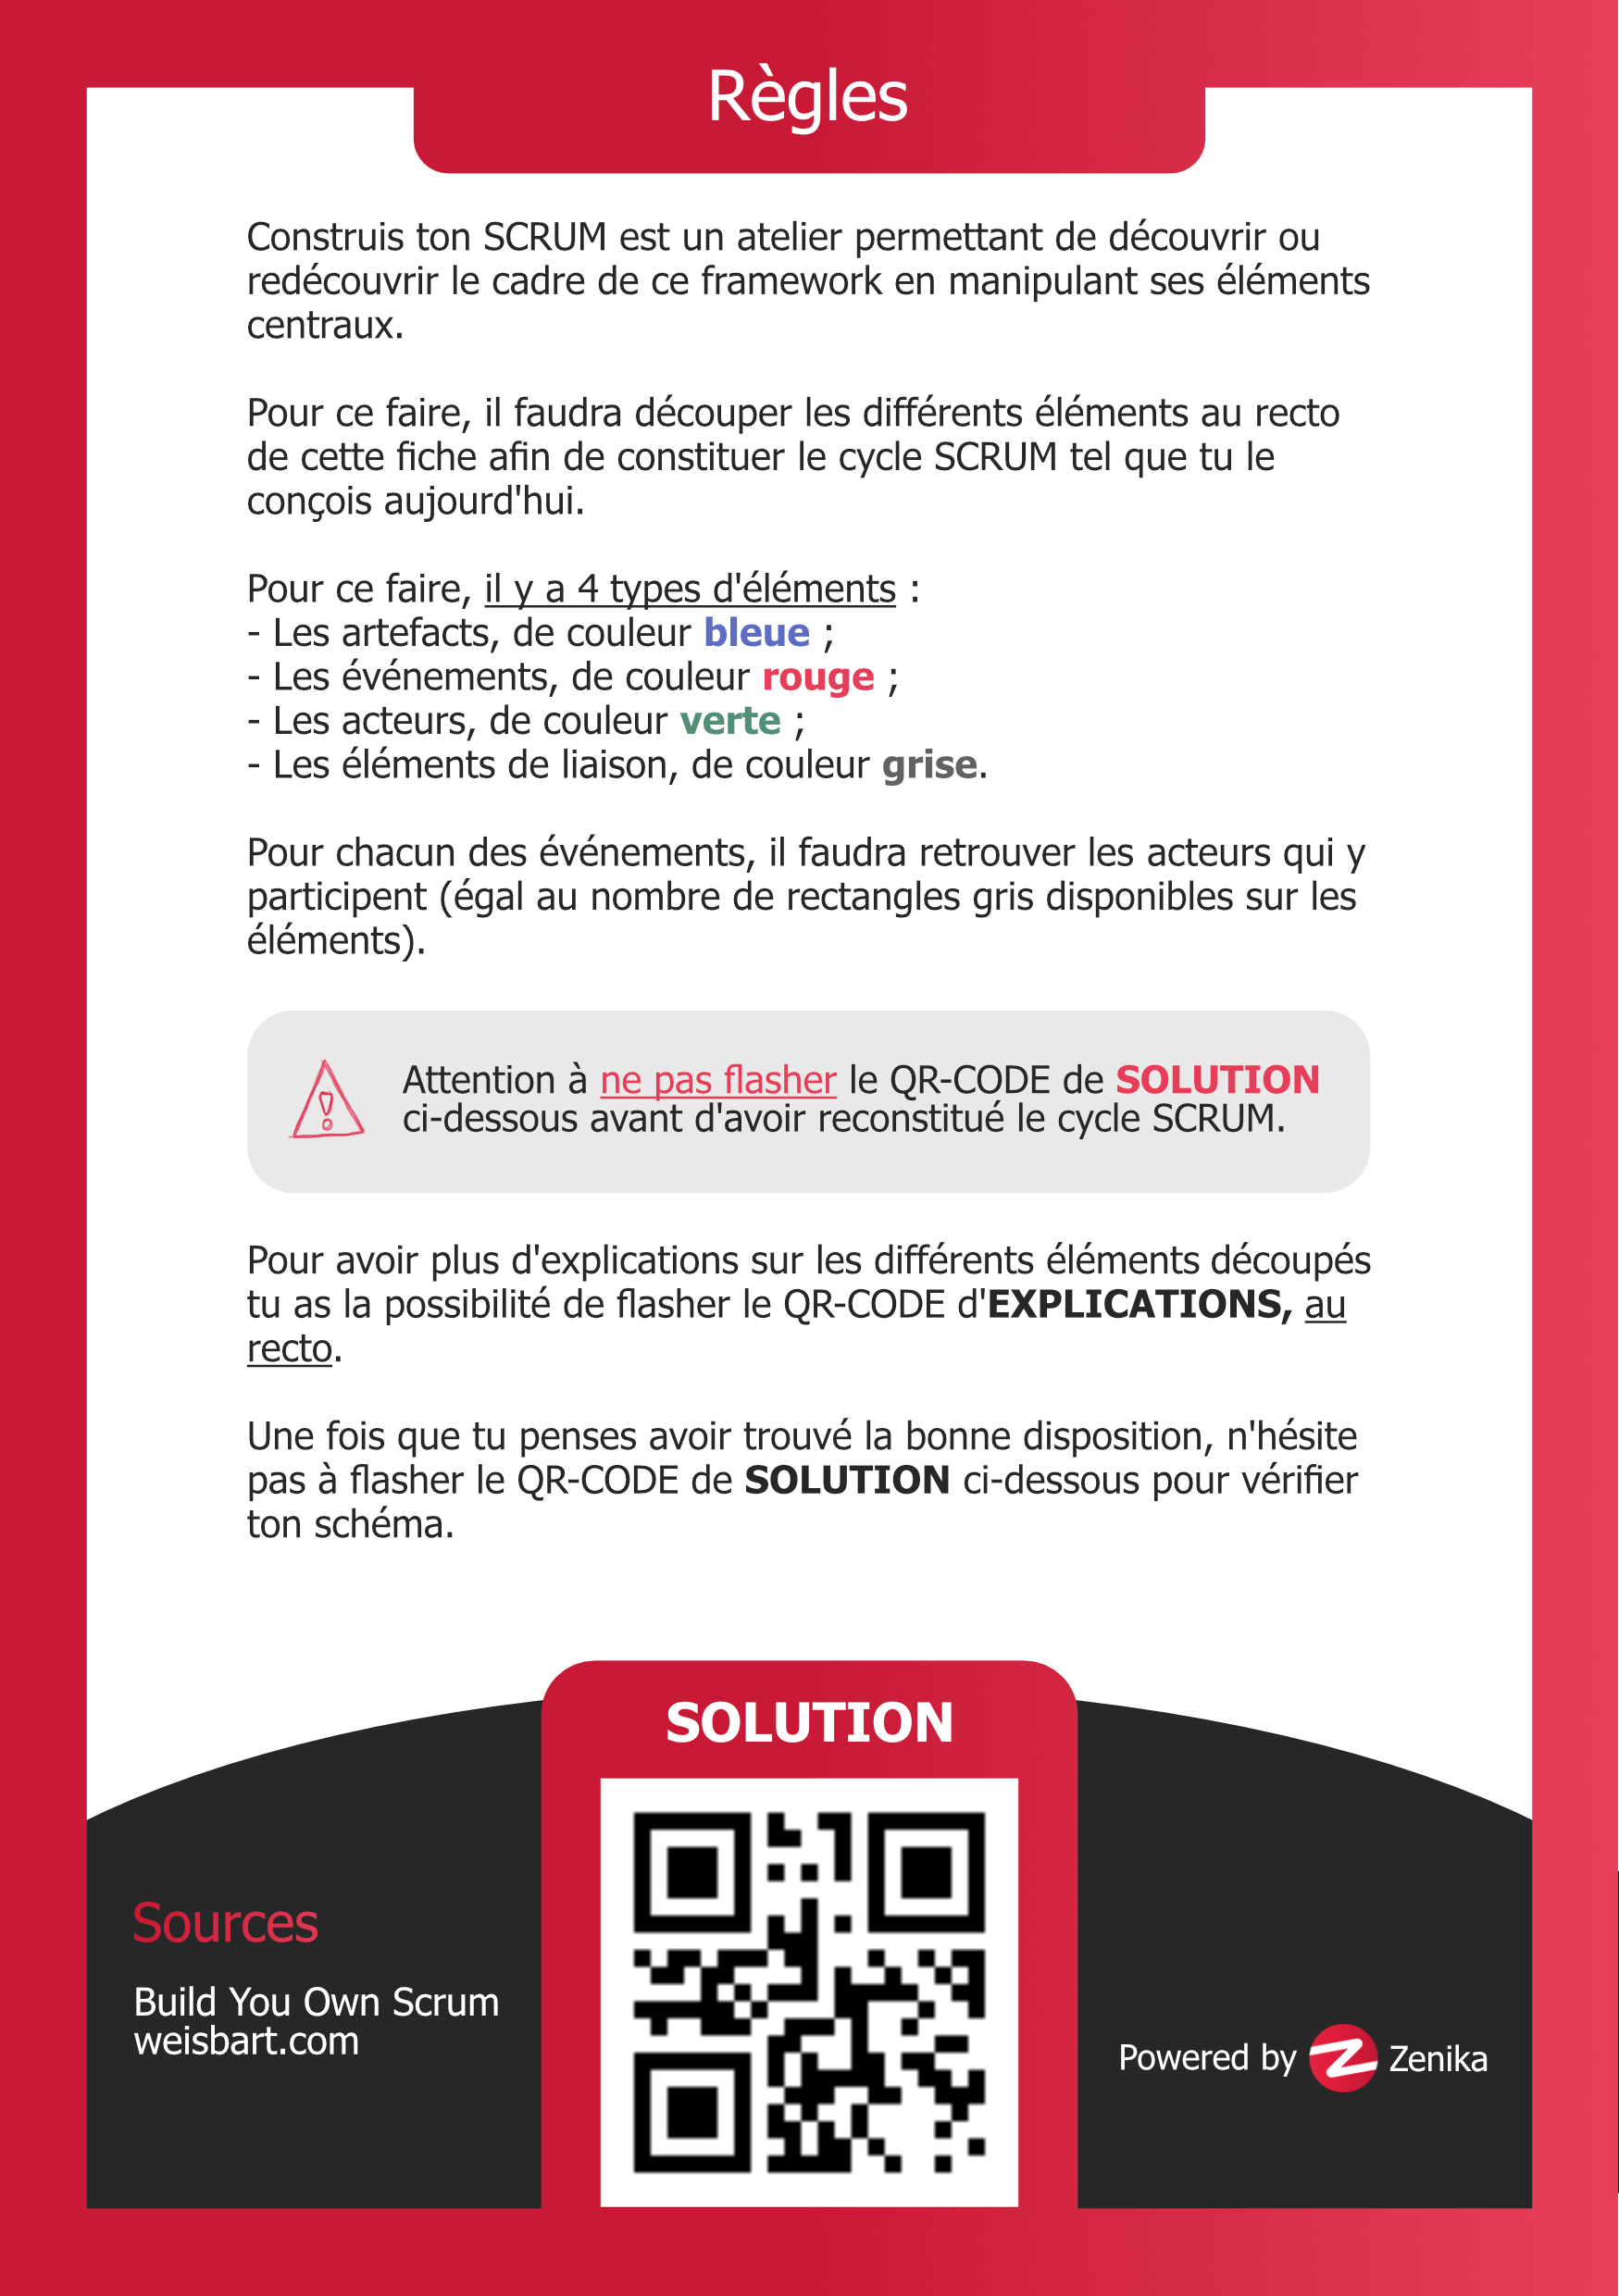 Règles
Construis ton SCRUM est un atelier permettant de découvrir ou
redécouvrir le cadre de ce framework en manipulant ses éléments
centraux.
Pour ce faire, il faudra découper les différents éléments au recto
de cette fiche afin de constituer le cycle SCRUM tel que tu le
conçois aujourd'hui.
Pour ce faire, il y a 4 types d'éléments :
- Les artefacts, de couleur bleue ;
- Les événements, de couleur rouge ;
- Les acteurs, de couleur verte ;
- Les éléments de liaison, de couleur grise.
Pour chacun des événements, il faudra retrouver les acteurs qui y
participent (égal au nombre de rectangles gris disponibles sur les
éléments).
Attention à ne pas flasher le QR-CODE de SOLUTION
ci-dessous avant d'avoir reconstitué le cycle SCRUM.
Pour avoir plus d'explications sur les différents éléments découpés
tu as la possibilité de flasher le QR-CODE d'EXPLICATIONS, au
recto.
Une fois que tu penses avoir trouvé la bonne disposition, n'hésite
pas à flasher le QR-CODE de SOLUTION ci-dessous pour vérifier
ton schéma.
SOLUTION
Sources
Build You Own Scrum
weisbart.com
Powered by Zenika